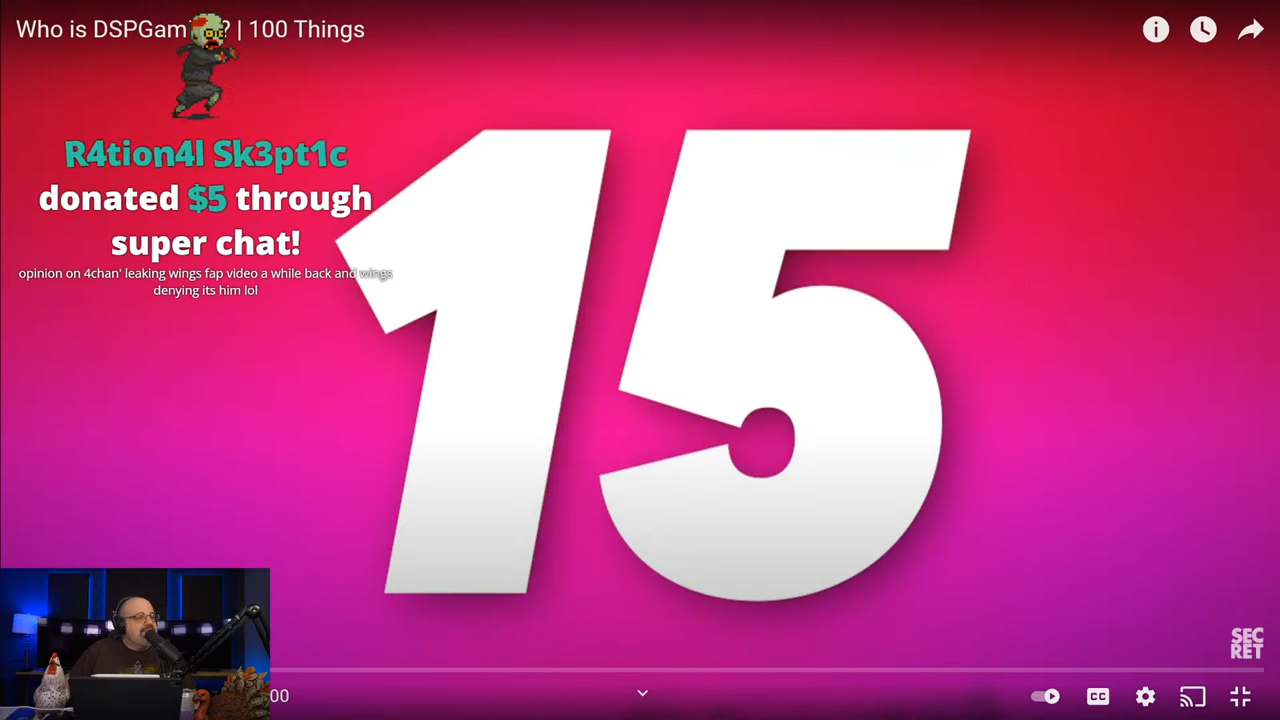 Who is DSPGam ? | 100 Things
R4tion4l Sk3pt1c
donated $5 through
super chat!
opinion on 4chan' leaking wings fap video a while back and wings
denying its him lol
15
SEC
RET
00
CC